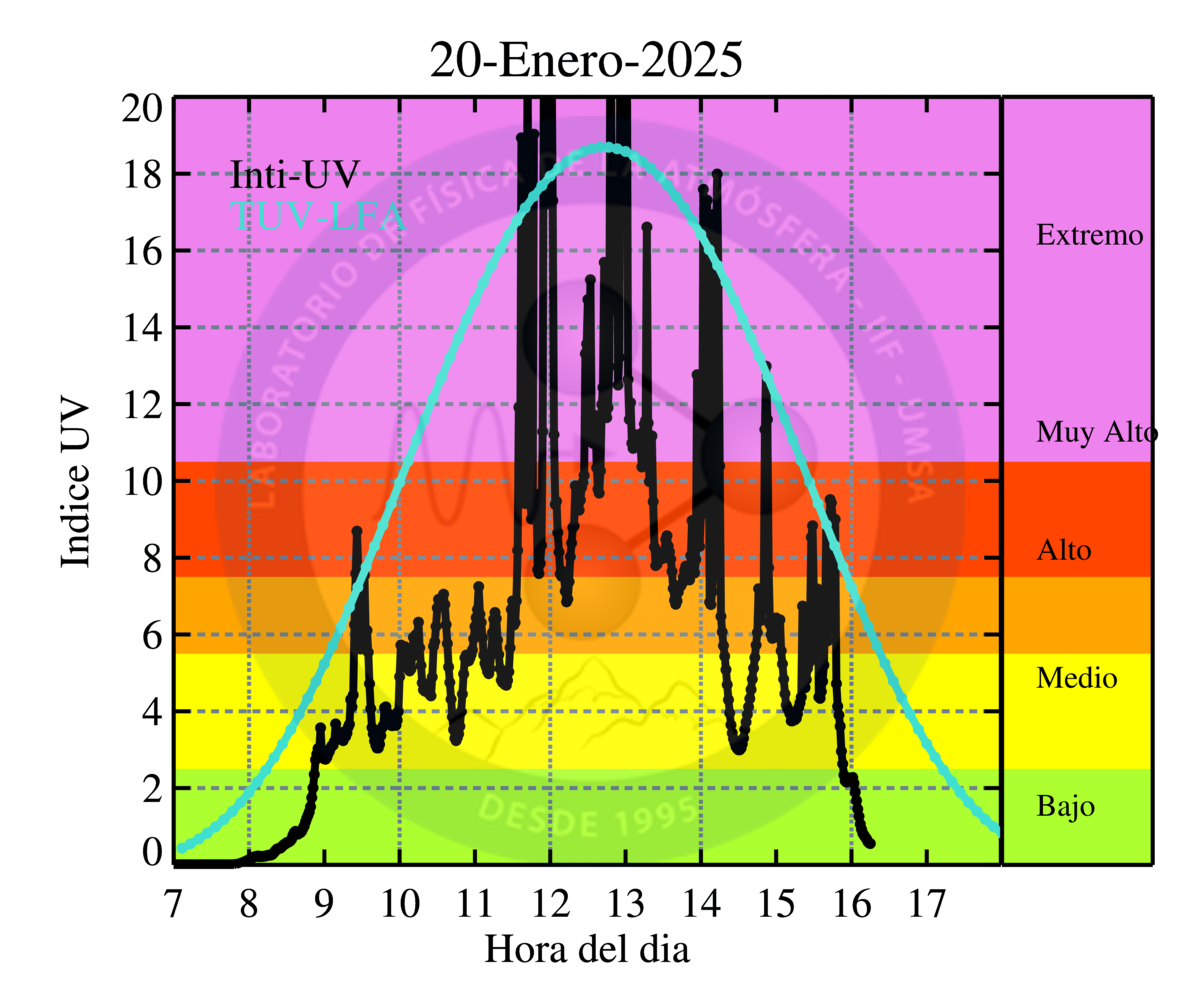 20-Enero-2025
Inti-UV
TUV-LFA
Indice UV
20
18
16
14
12
10
8
6
4
2
0
7 8 9 10 11 12 13 14 15 16 17
Hora del dia
Extremo
Muy Alto
Alto
Medio
Bajo
LABORATORIO DE FÍSICA DE LA ATMÓSFERA - IIF - UMSA
DESDE 1995